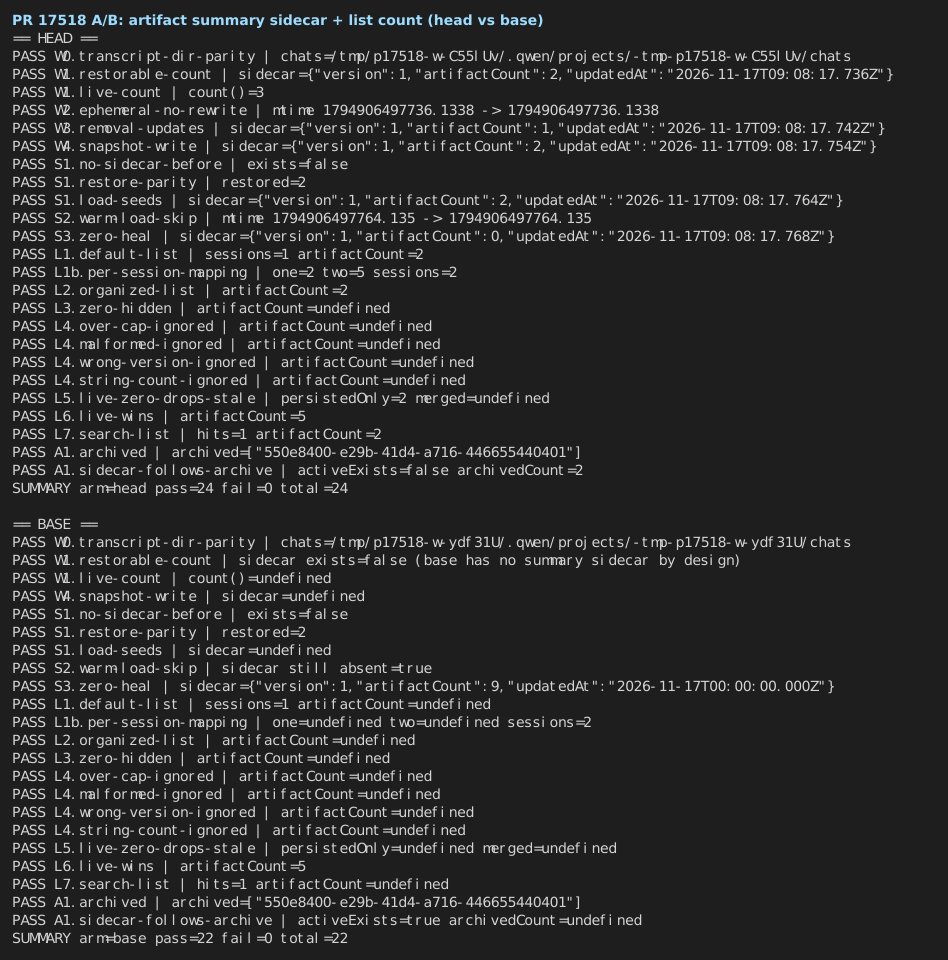 PR 17518 A/B: artifact summary sidecar + list count (head vs base)
== HEAD ==
PASS W0.transcript-dir-parity | chats=/tmp/p17518-w-C55lUv/.qwen/projects/-tmp-p17518-w-C55lUv/chats
PASS W1.restorable-count | sidecar={"version":1,"artifactCount":2,"updatedAt":"2026-11-17T09:08:17.736Z"}
PASS W1.live-count | count()=3
PASS W2.ephemeral-no-rewrite | mtime 1794906497736.1338 -> 1794906497736.1338
PASS W3.removal-updates | sidecar={"version":1,"artifactCount":1,"updatedAt":"2026-11-17T09:08:17.742Z"}
PASS W4.snapshot-write | sidecar={"version":1,"artifactCount":2,"updatedAt":"2026-11-17T09:08:17.754Z"}
PASS S1.no-sidecar-before | exists=false
PASS S1.restore-parity | restored=2
PASS S1.load-seeds | sidecar={"version":1,"artifactCount":2,"updatedAt":"2026-11-17T09:08:17.764Z"}
PASS S2.warm-load-skip | mtime 1794906497764.135 -> 1794906497764.135
PASS S3.zero-heal | sidecar={"version":1,"artifactCount":0,"updatedAt":"2026-11-17T09:08:17.768Z"}
PASS L1.default-list | sessions=1 artifactCount=2
PASS L1b.per-session-mapping | one=2 two=5 sessions=2
PASS L2.organized-list | artifactCount=2
PASS L3.zero-hidden | artifactCount=undefined
PASS L4.over-cap-ignored | artifactCount=undefined
PASS L4.malformed-ignored | artifactCount=undefined
PASS L4.wrong-version-ignored | artifactCount=undefined
PASS L4.string-count-ignored | artifactCount=undefined
PASS L5.live-zero-drops-stale | persistedOnly=2 merged=undefined
PASS L6.live-wins | artifactCount=5
PASS L7.search-list | hits=1 artifactCount=2
PASS A1.archived | archived=["550e8400-e29b-41d4-a716-446655440401"]
PASS A1.sidecar-follows-archive | activeExists=false archivedCount=2
SUMMARY arm=head pass=24 fail=0 total=24
== BASE ==
PASS W0.transcript-dir-parity | chats=/tmp/p17518-w-ydf31U/.qwen/projects/-tmp-p17518-w-ydf31U/chats
PASS W1.restorable-count | sidecar exists=false (base has no summary sidecar by design)
PASS W1.live-count | count()=undefined
PASS W4.snapshot-write | sidecar=undefined
PASS S1.no-sidecar-before | exists=false
PASS S1.restore-parity | restored=2
PASS S1.load-seeds | sidecar=undefined
PASS S2.warm-load-skip | sidecar still absent=true
PASS S3.zero-heal | sidecar={"version":1,"artifactCount":9,"updatedAt":"2026-11-17T00:00:00.000Z"}
PASS L1.default-list | sessions=1 artifactCount=undefined
PASS L1b.per-session-mapping | one=undefined two=undefined sessions=2
PASS L2.organized-list | artifactCount=undefined
PASS L3.zero-hidden | artifactCount=undefined
PASS L4.over-cap-ignored | artifactCount=undefined
PASS L4.malformed-ignored | artifactCount=undefined
PASS L4.wrong-version-ignored | artifactCount=undefined
PASS L4.string-count-ignored | artifactCount=undefined
PASS L5.live-zero-drops-stale | persistedOnly=undefined merged=undefined
PASS L6.live-wins | artifactCount=5
PASS L7.search-list | hits=1 artifactCount=undefined
PASS A1.archived | archived=["550e8400-e29b-41d4-a716-446655440401"]
PASS A1.sidecar-follows-archive | activeExists=true archivedCount=undefined
SUMMARY arm=base pass=22 fail=0 total=22